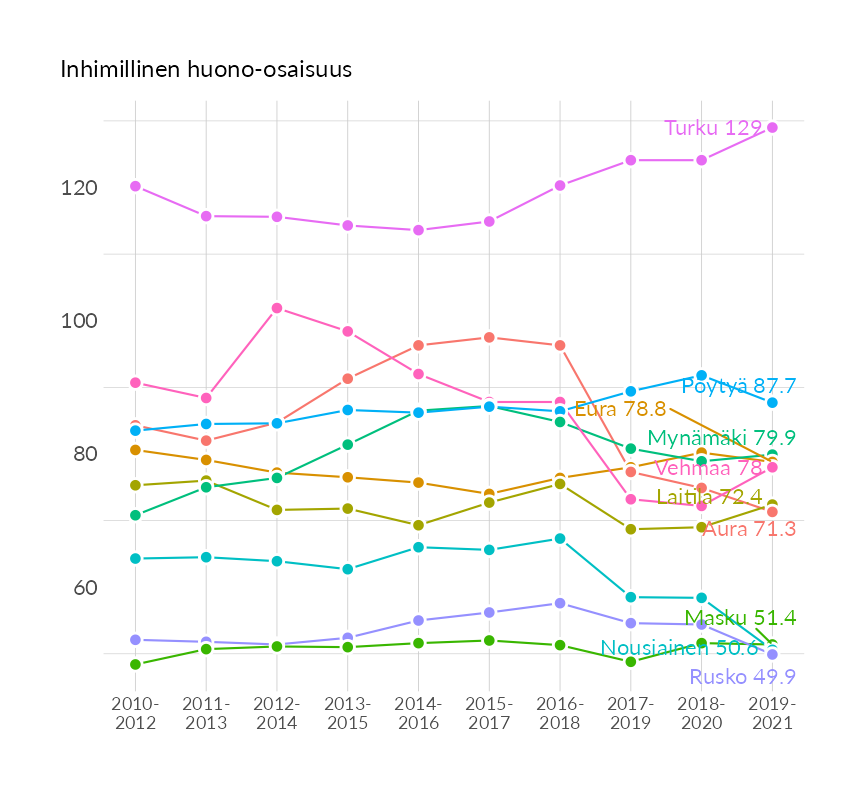 Inhimillinen huono-osaisuus
Turku 129
120
100
Pöytyä 87.7
Eura 78.8
Mynämäki 79.9
80
Vehmaa 78
Laitila 72.4
Aura 71.3
60
Masku 51.4
Nousiainen 50.6
Rusko 49.9
2010- 2011- 2012- 2013- 2014- 2015- 2016- 2017- 2018- 2019-
2012 2013 2014 2015 2016 2017 2018 2019 2020 2021